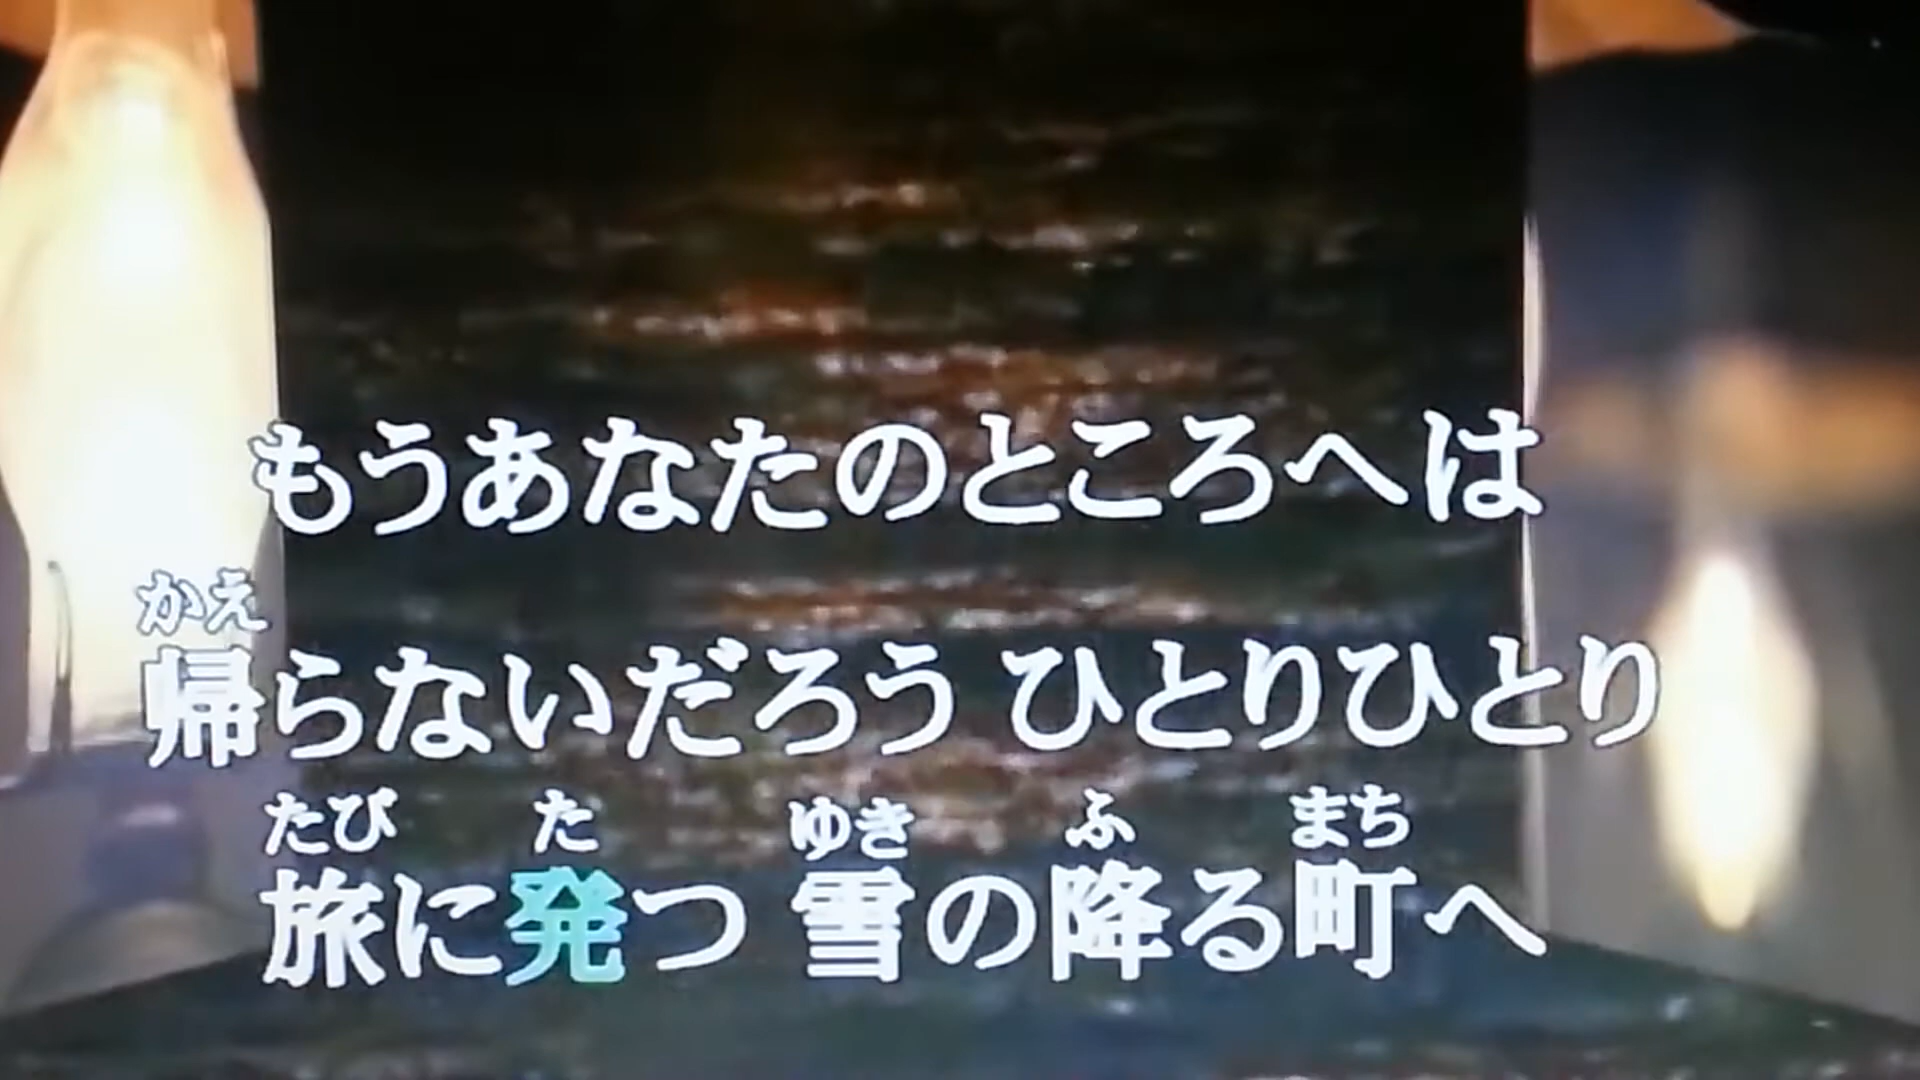 もうあなたのところへは
かえ
帰らないだろう ひとりひとり
たび た ゆき ふ まち
旅に発つ 雪の降る町へ